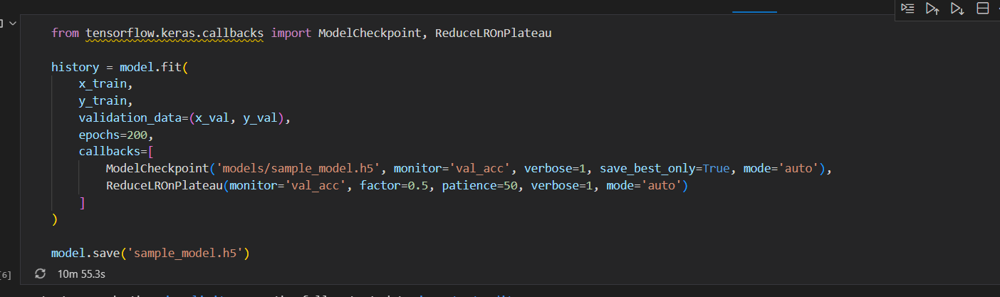 from tensorflow.keras.callbacks import ModelCheckpoint, ReduceLROnPlateau
history = model.fit(
    x_train,
    y_train,
    validation_data=(x_val, y_val),
    epochs=200,
    callbacks=[
        ModelCheckpoint('models/sample_model.h5', monitor='val_acc', verbose=1, save_best_only=True, mode='auto'),
        ReduceLROnPlateau(monitor='val_acc', factor=0.5, patience=50, verbose=1, mode='auto')
    ]
)
model.save('sample_model.h5')
[6] 10m 55.3s